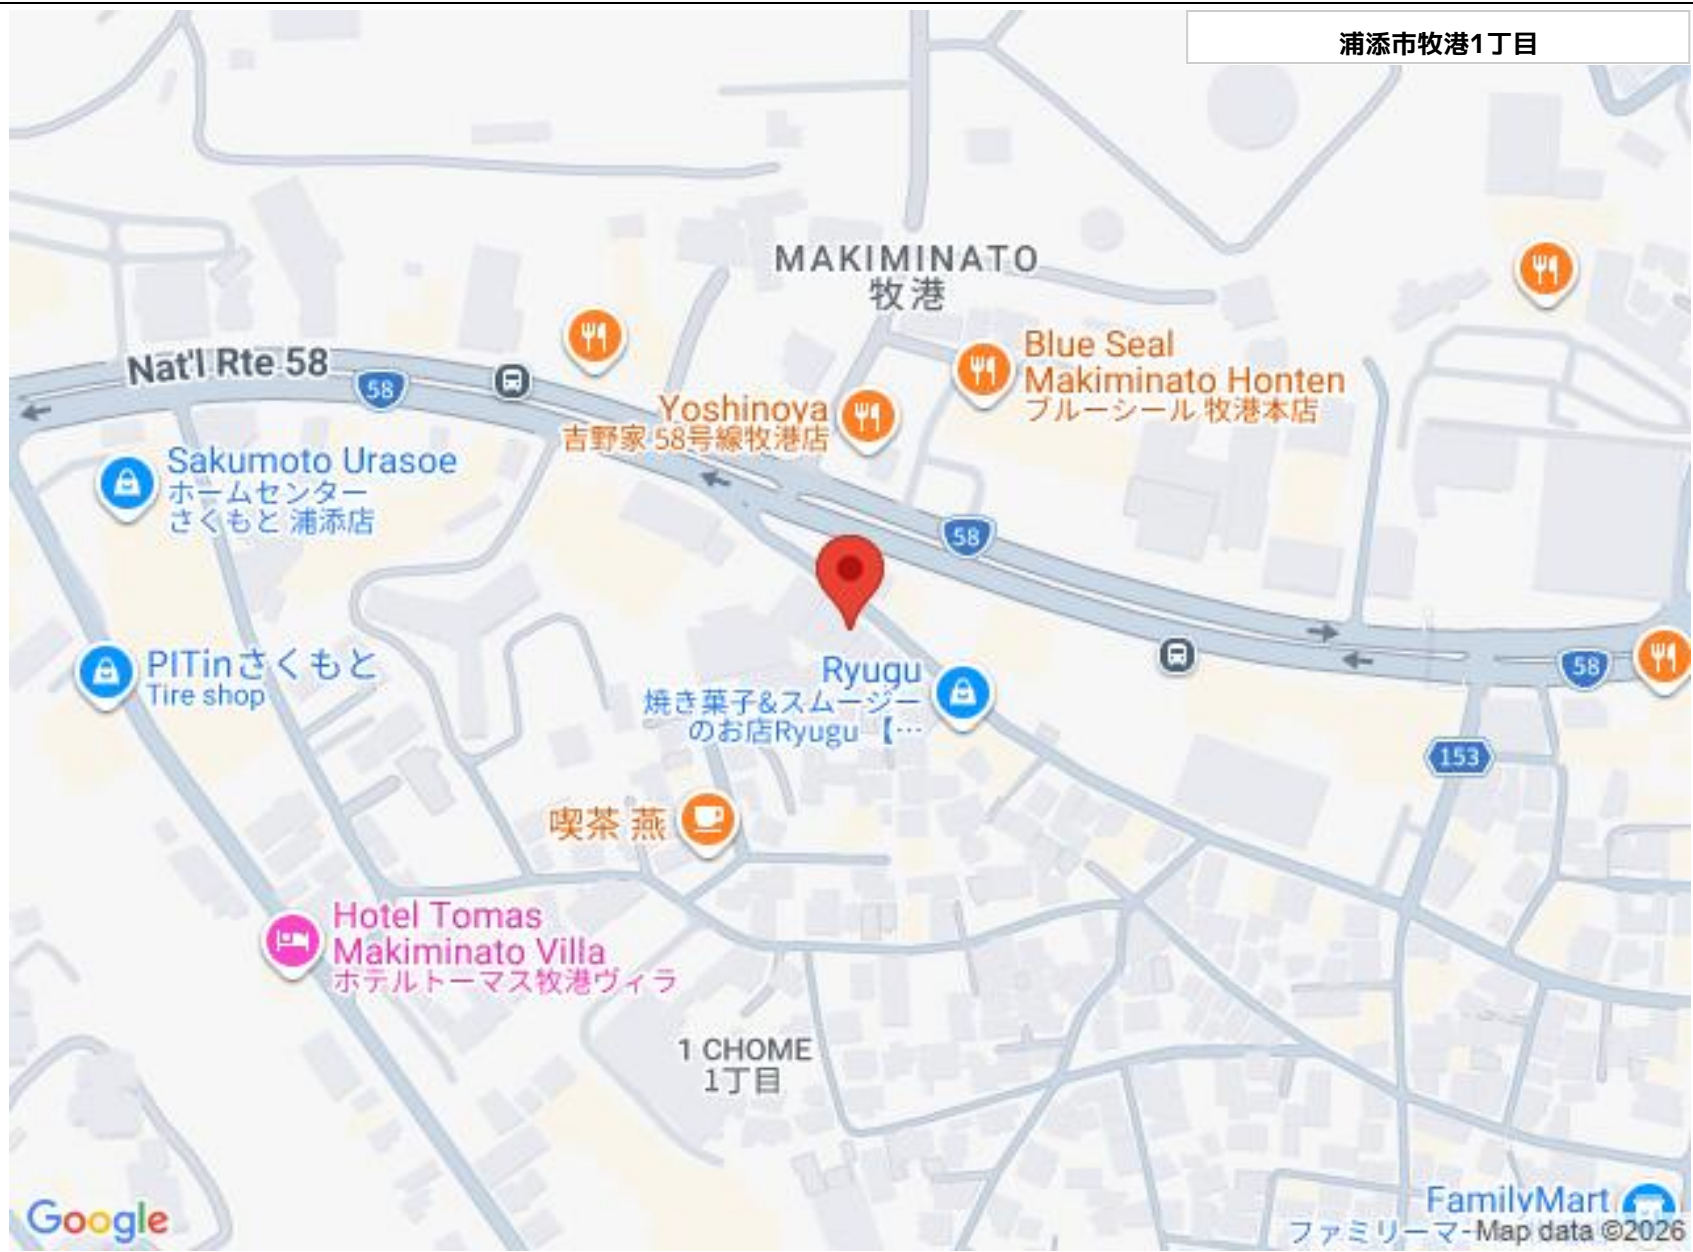 浦添市牧港1丁目
MAKIMINATO
牧港
Nat'l Rte 58
58
Blue Seal
Makiminato Honten
ブルーシール 牧港本店
Yoshinoya
吉野家 58号線牧港店
Sakumoto Urasoe
ホームセンター
さくもと 浦添店
58
PITinさくもと
Tire shop
Ryugu
焼き菓子&スムージー
のお店Ryugu 【…
58
153
喫茶 燕
Hotel Tomas
Makiminato Villa
ホテルトーマス牧港ヴィラ
1 CHOME
1丁目
FamilyMart
ファミリーマ-
Google
Map data ©2026